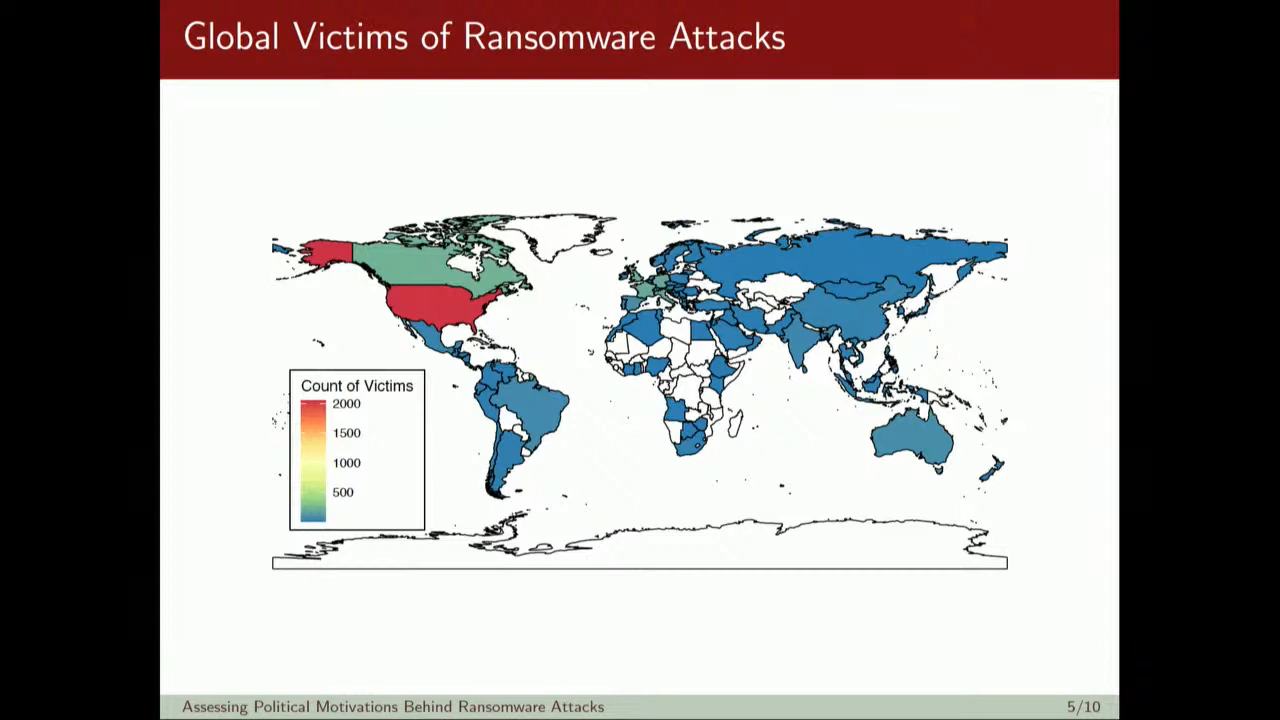 Global Victims of Ransomware Attacks
Count of Victims
2000
1500
1000
500
Assessing Political Motivations Behind Ransomware Attacks 5/10